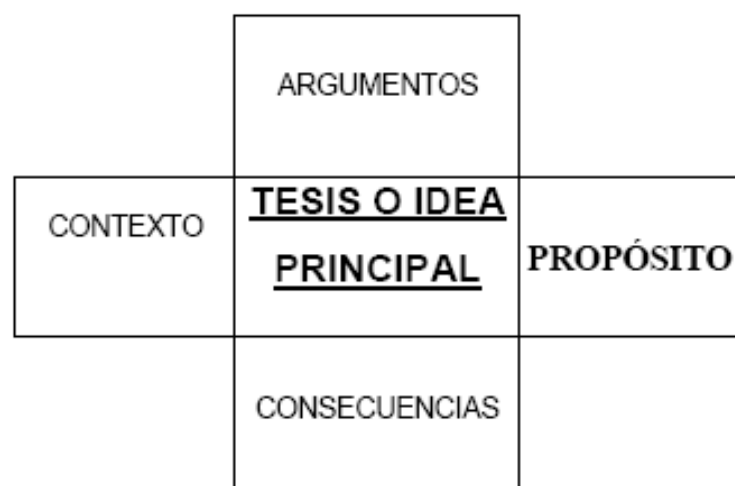 ARGUMENTOS
CONTEXTO
TESIS O IDEA
PRINCIPAL
PROPÓSITO
CONSECUENCIAS